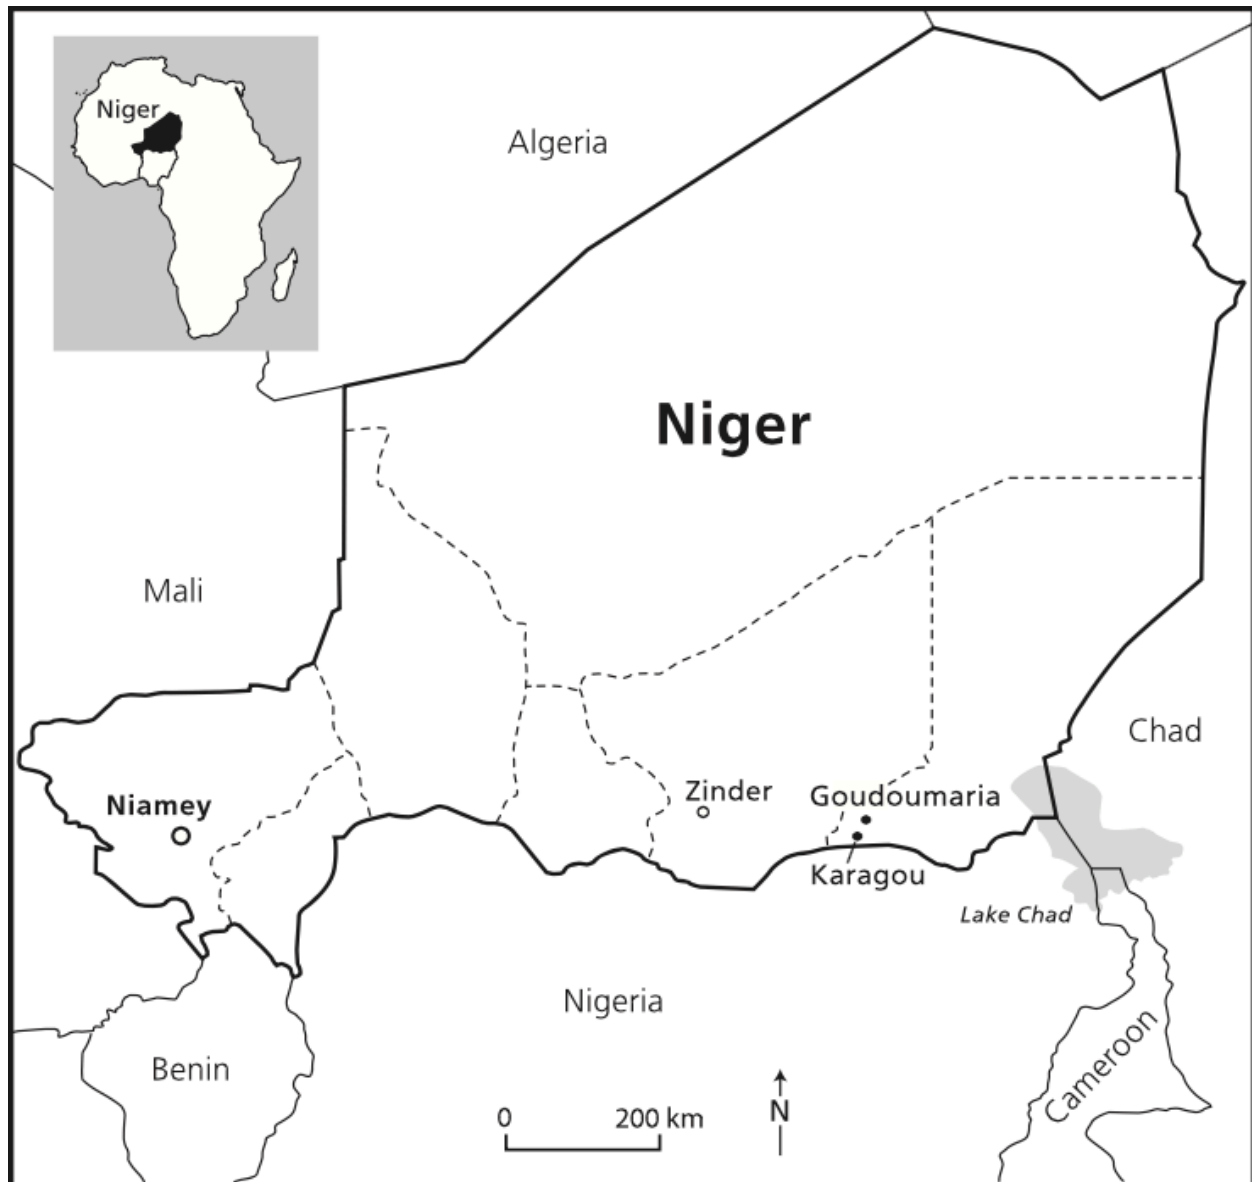 Niger
Algeria
Niger
Mali
Chad
Niamey
Zinder
Goudoumaria
Karagou
Lake Chad
Nigeria
Benin
Cameroon
0 200 km
N